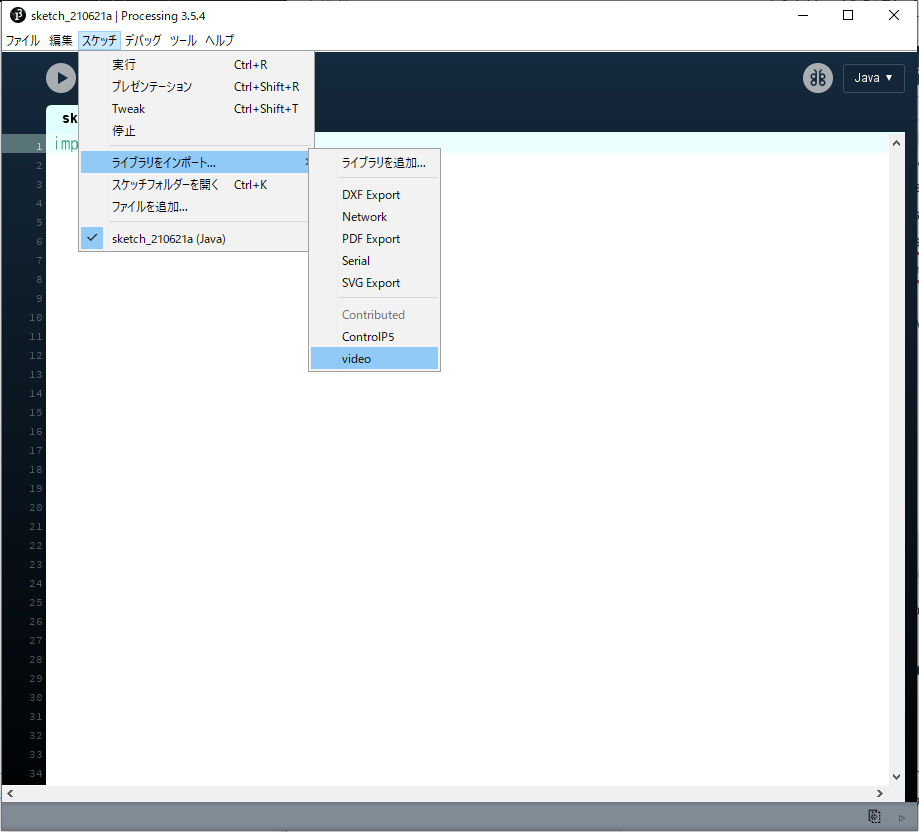 sketch_210621a | Processing 3.5.4
ファイル 編集 スケッチ デバッグ ツール ヘルプ
実行 Ctrl+R
プレゼンテーション Ctrl+Shift+R
Tweak Ctrl+Shift+T
停止
ライブラリをインポート...
スケッチフォルダーを開く Ctrl+K
ファイルを追加...
sketch_210621a (Java)
ライブラリを追加...
DXF Export
Network
PDF Export
Serial
SVG Export
Contributed
ControlP5
video
Java ▼
sk
imp
1
2
3
4
5
6
7
8
9
10
11
12
13
14
15
16
17
18
19
20
21
22
23
24
25
26
27
28
29
30
31
32
33
34